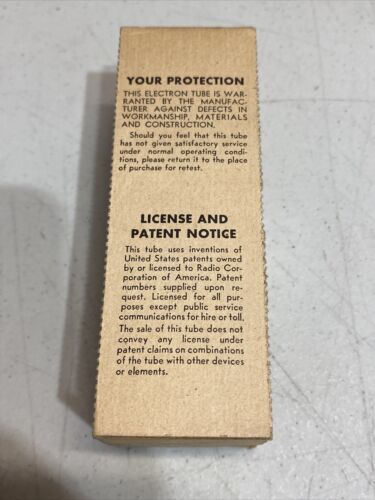 YOUR PROTECTION
THIS ELECTRON TUBE IS WAR-
RANTED BY THE MANUFAC-
TURER AGAINST DEFECTS IN
WORKMANSHIP, MATERIALS
AND CONSTRUCTION.
Should you feel that this tube
has not given satisfactory service
under normal operating condi-
tions, please return it to the place
of purchase for retest.
LICENSE AND
PATENT NOTICE
This tube uses inventions of
United States patents owned
by or licensed to Radio Cor-
poration of America. Patent
numbers supplied upon re-
quest. Licensed for all pur-
poses except public service
communications for hire or toll.
The sale of this tube does not
convey any license under
patent claims on combinations
of the tube with other devices
or elements.